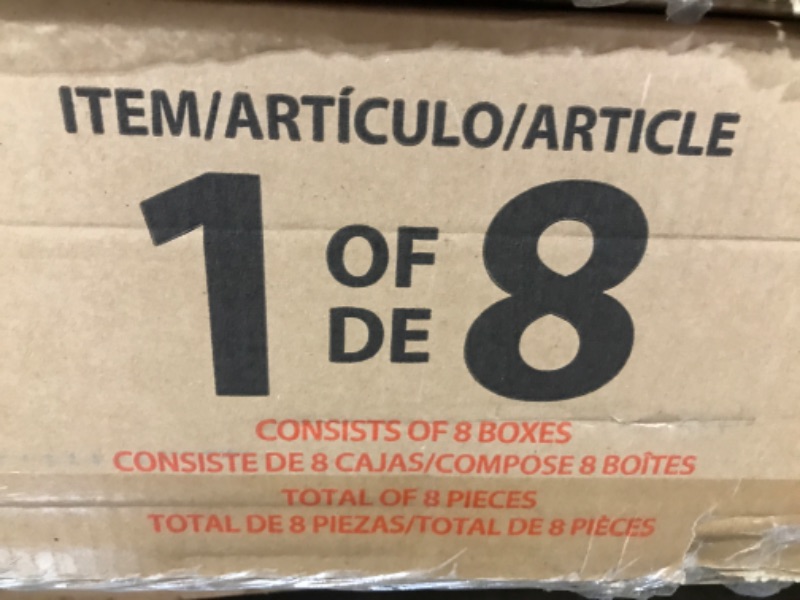 ITEM/ARTÍCULO/ARTICLE
1 OF DE 8
CONSISTS OF 8 BOXES
CONSISTE DE 8 CAJAS/COMPOSE 8 BOÎTES
TOTAL OF 8 PIECES
TOTAL DE 8 PIEZAS/TOTAL DE 8 PIÈCES